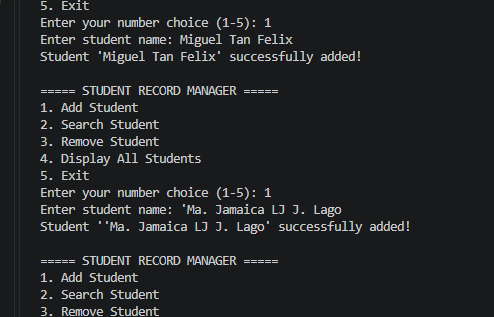 5. Exit
Enter your number choice (1-5): 1
Enter student name: Miguel Tan Felix
Student 'Miguel Tan Felix' successfully added!
===== STUDENT RECORD MANAGER =====
1. Add Student
2. Search Student
3. Remove Student
4. Display All Students
5. Exit
Enter your number choice (1-5): 1
Enter student name: 'Ma. Jamaica LJ J. Lago
Student ''Ma. Jamaica LJ J. Lago' successfully added!
===== STUDENT RECORD MANAGER =====
1. Add Student
2. Search Student
3. Remove Student